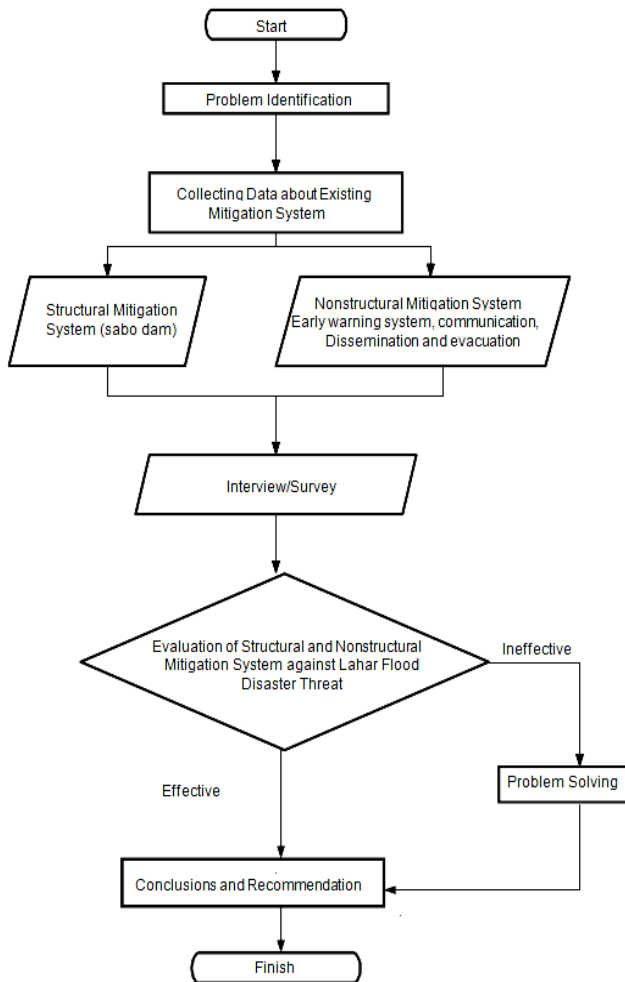 Start
Problem Identification
Collecting Data about Existing
Mitigation System
Structural Mitigation
System (sabo dam)
Nonstructural Mitigation System
Early warning system, communication,
Dissemination and evacuation
Interview/Survey
Evaluation of Structural and Nonstructural
Mitigation System against Lahar Flood
Disaster Threat
Ineffective
Effective
Problem Solving
Conclusions and Recommendation
Finish